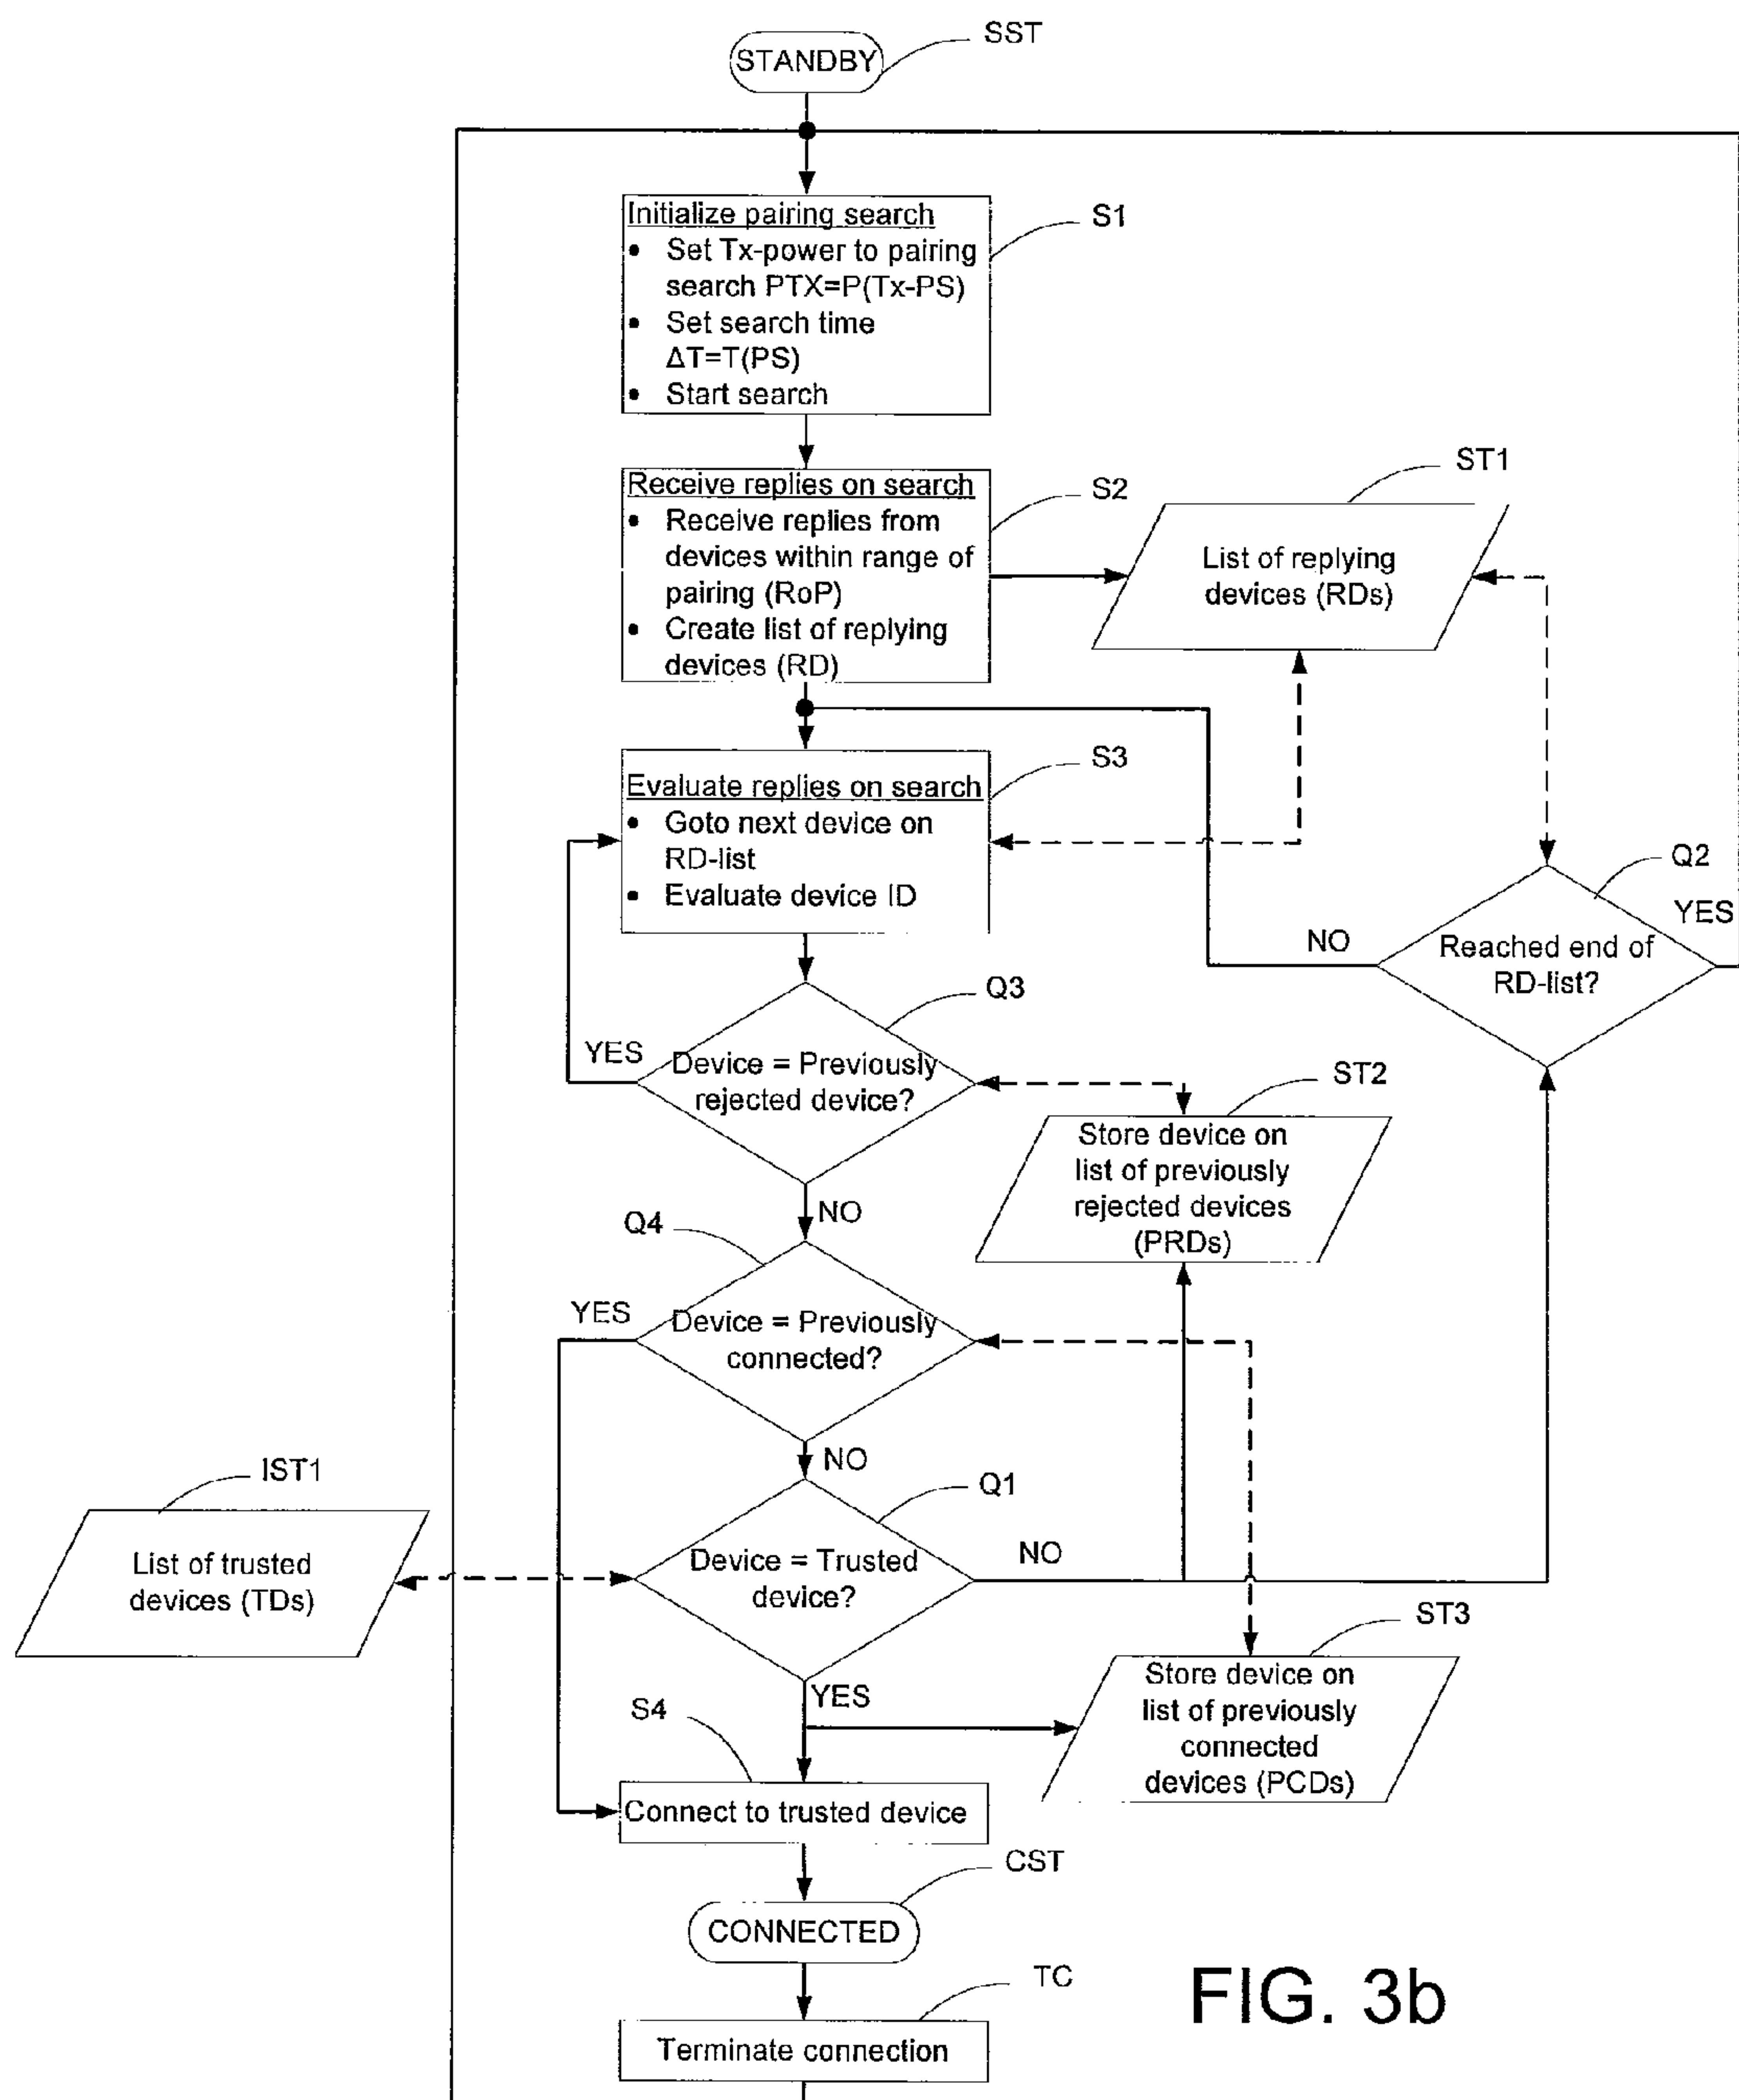 SST
STANDBY
Initialize pairing search
S1
• Set Tx-power to pairing
search PTX=P(Tx-PS)
• Set search time
ΔT=T(PS)
• Start search
ST1
Receive replies on search
S2
• Receive replies from
devices within range of
pairing (RoP)
• Create list of replying
devices (RD)
List of replying
devices (RDs)
S3
Evaluate replies on search
• Goto next device on
RD-list
• Evaluate device ID
Q2
YES
NO
Reached end of
RD-list?
Q3
YES
Device = Previously
rejected device?
ST2
Store device on
list of previously
rejected devices
(PRDs)
NO
Q4
YES
Device = Previously
connected?
NO
IST1
List of trusted
devices (TDs)
Q1
Device = Trusted
device?
NO
ST3
Store device on
list of previously
connected
devices (PCDs)
YES
S4
Connect to trusted device
CST
CONNECTED
TC
Terminate connection
FIG. 3b